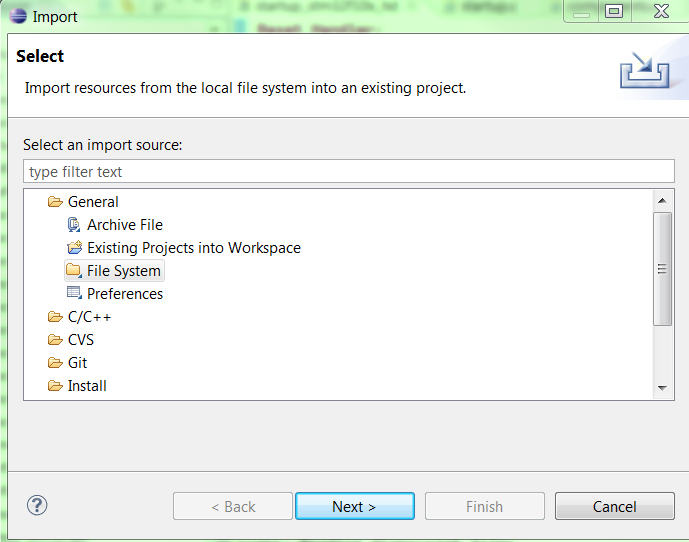 Import
Select
Import resources from the local file system into an existing project.
Select an import source:
type filter text
General
Archive File
Existing Projects into Workspace
File System
Preferences
C/C++
CVS
Git
Install
?
< Back
Next >
Finish
Cancel